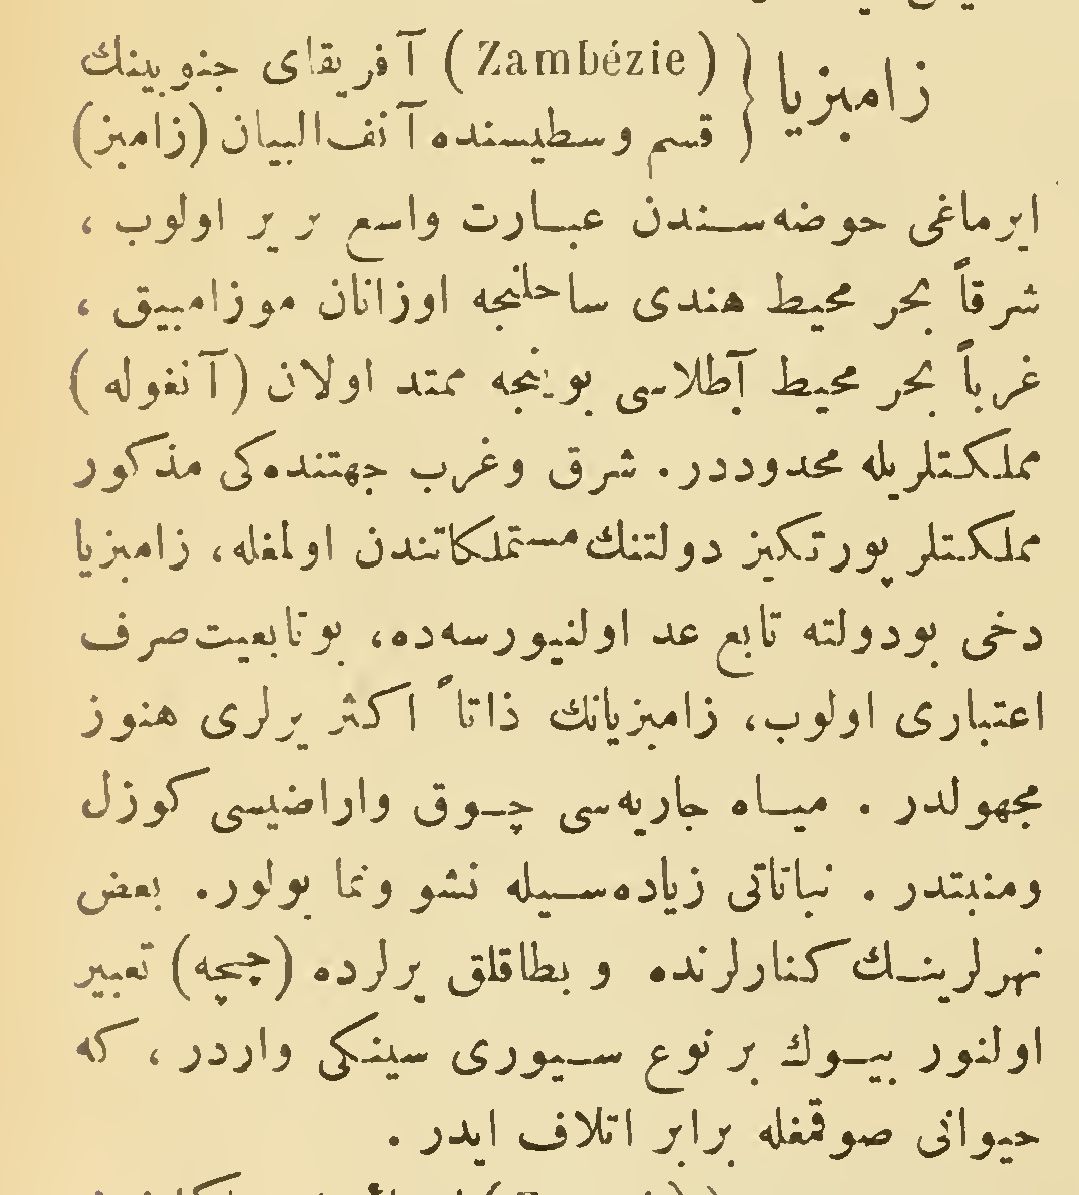 زامبزیا { (Zambézie) آفریقای جنوبینك
قسم وسطیسنده آنف البیان (زامبز)
ایرماغی حوضه‌سندن عبارت واسع بر یر اولوب ،
شرقاً بحر محیط هندی ساحلنجه اوزانان موزامبیق ،
غرباً بحر محیط آطلاسی بوینجه ممتد اولان (آنغوله)
مملکتلریله محدوددر. شرق وغرب جهتنده‌کی مذکور
مملکتلر پورتکیز دولتنك مستملکاتندن اولمغله، زامبزیا
دخی بودولته تابع عد اولنیورسه‌ده، بوتابعیت صرف
اعتباری اولوب، زامبزیانك ذاتاً اکثر یرلری هنوز
مجهولدر . میاه جاریه‌سی چوق واراضیسی کوزل
ومنبتدر . نباتاتی زیاده‌سیله نشو ونما بولور. بعض
نهرلرینك کنارلرنده و بطاقلق یرلرده (چچه) تعبیر
اولنور بیوك بر نوع سیوری سینکی واردر ، که
حیوانی صوقمغله برابر اتلاف ایدر .